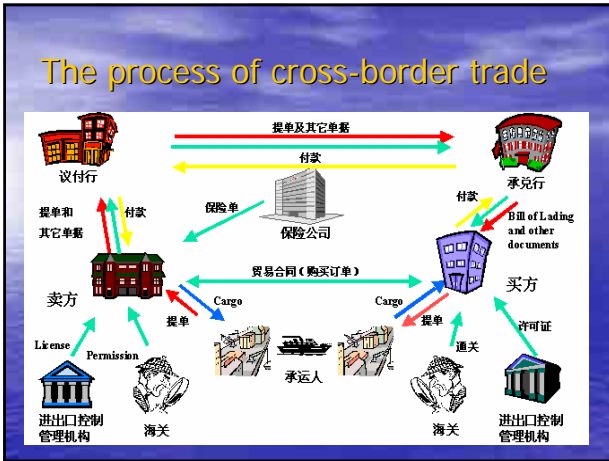 The process of cross-border trade
提单及其它单据
付款
议付行
承兑行
提单和
其它单据
付款
保险单
保险公司
付款
Bill of Lading
and other
documents
贸易合同（购买订单）
卖方
买方
Cargo
提单
Cargo
提单
License
Permission
承运人
通关
许可证
进出口控制
管理机构
海关
海关
进出口控制
管理机构